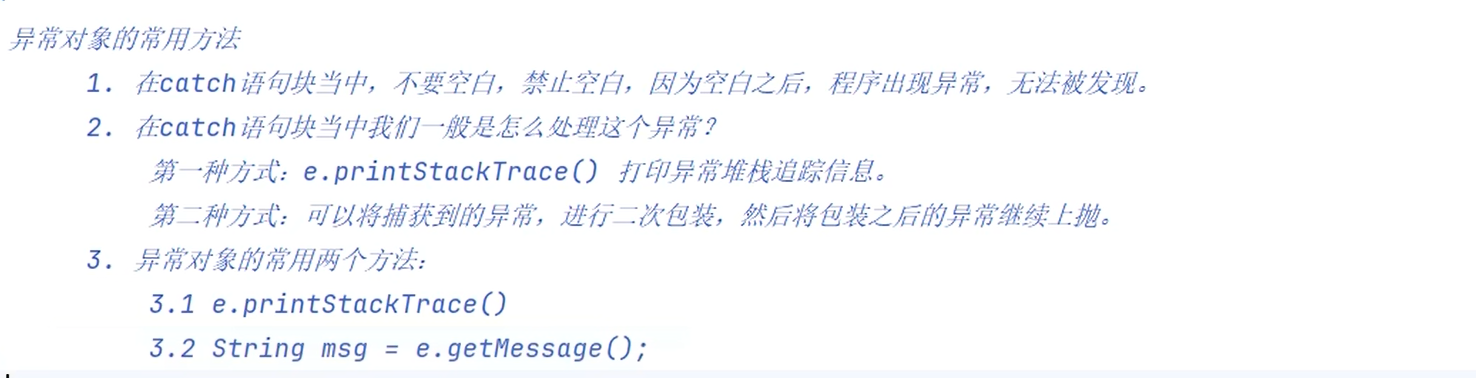 异常对象的常用方法
1. 在catch语句块当中，不要空白，禁止空白，因为空白之后，程序出现异常，无法被发现。
2. 在catch语句块当中我们一般是怎么处理这个异常？
第一种方式：e.printStackTrace() 打印异常堆栈追踪信息。
第二种方式：可以将捕获到的异常，进行二次包装，然后将包装之后的异常继续上抛。
3. 异常对象的常用两个方法：
3.1 e.printStackTrace()
3.2 String msg = e.getMessage();